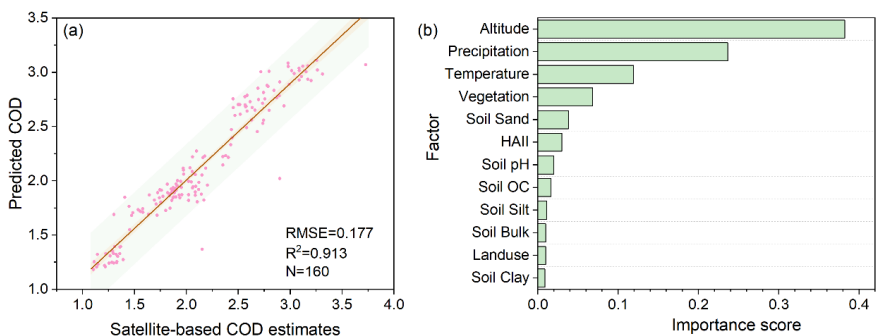 (a)
Predicted COD
3.5
3.0
2.5
2.0
1.5
1.0
RMSE=0.177
R²=0.913
N=160
1.0 1.5 2.0 2.5 3.0 3.5 4.0
Satellite-based COD estimates
(b)
Factor
Altitude
Precipitation
Temperature
Vegetation
Soil Sand
HAII
Soil pH
Soil OC
Soil Silt
Soil Bulk
Landuse
Soil Clay
0.0 0.1 0.2 0.3 0.4
Importance score